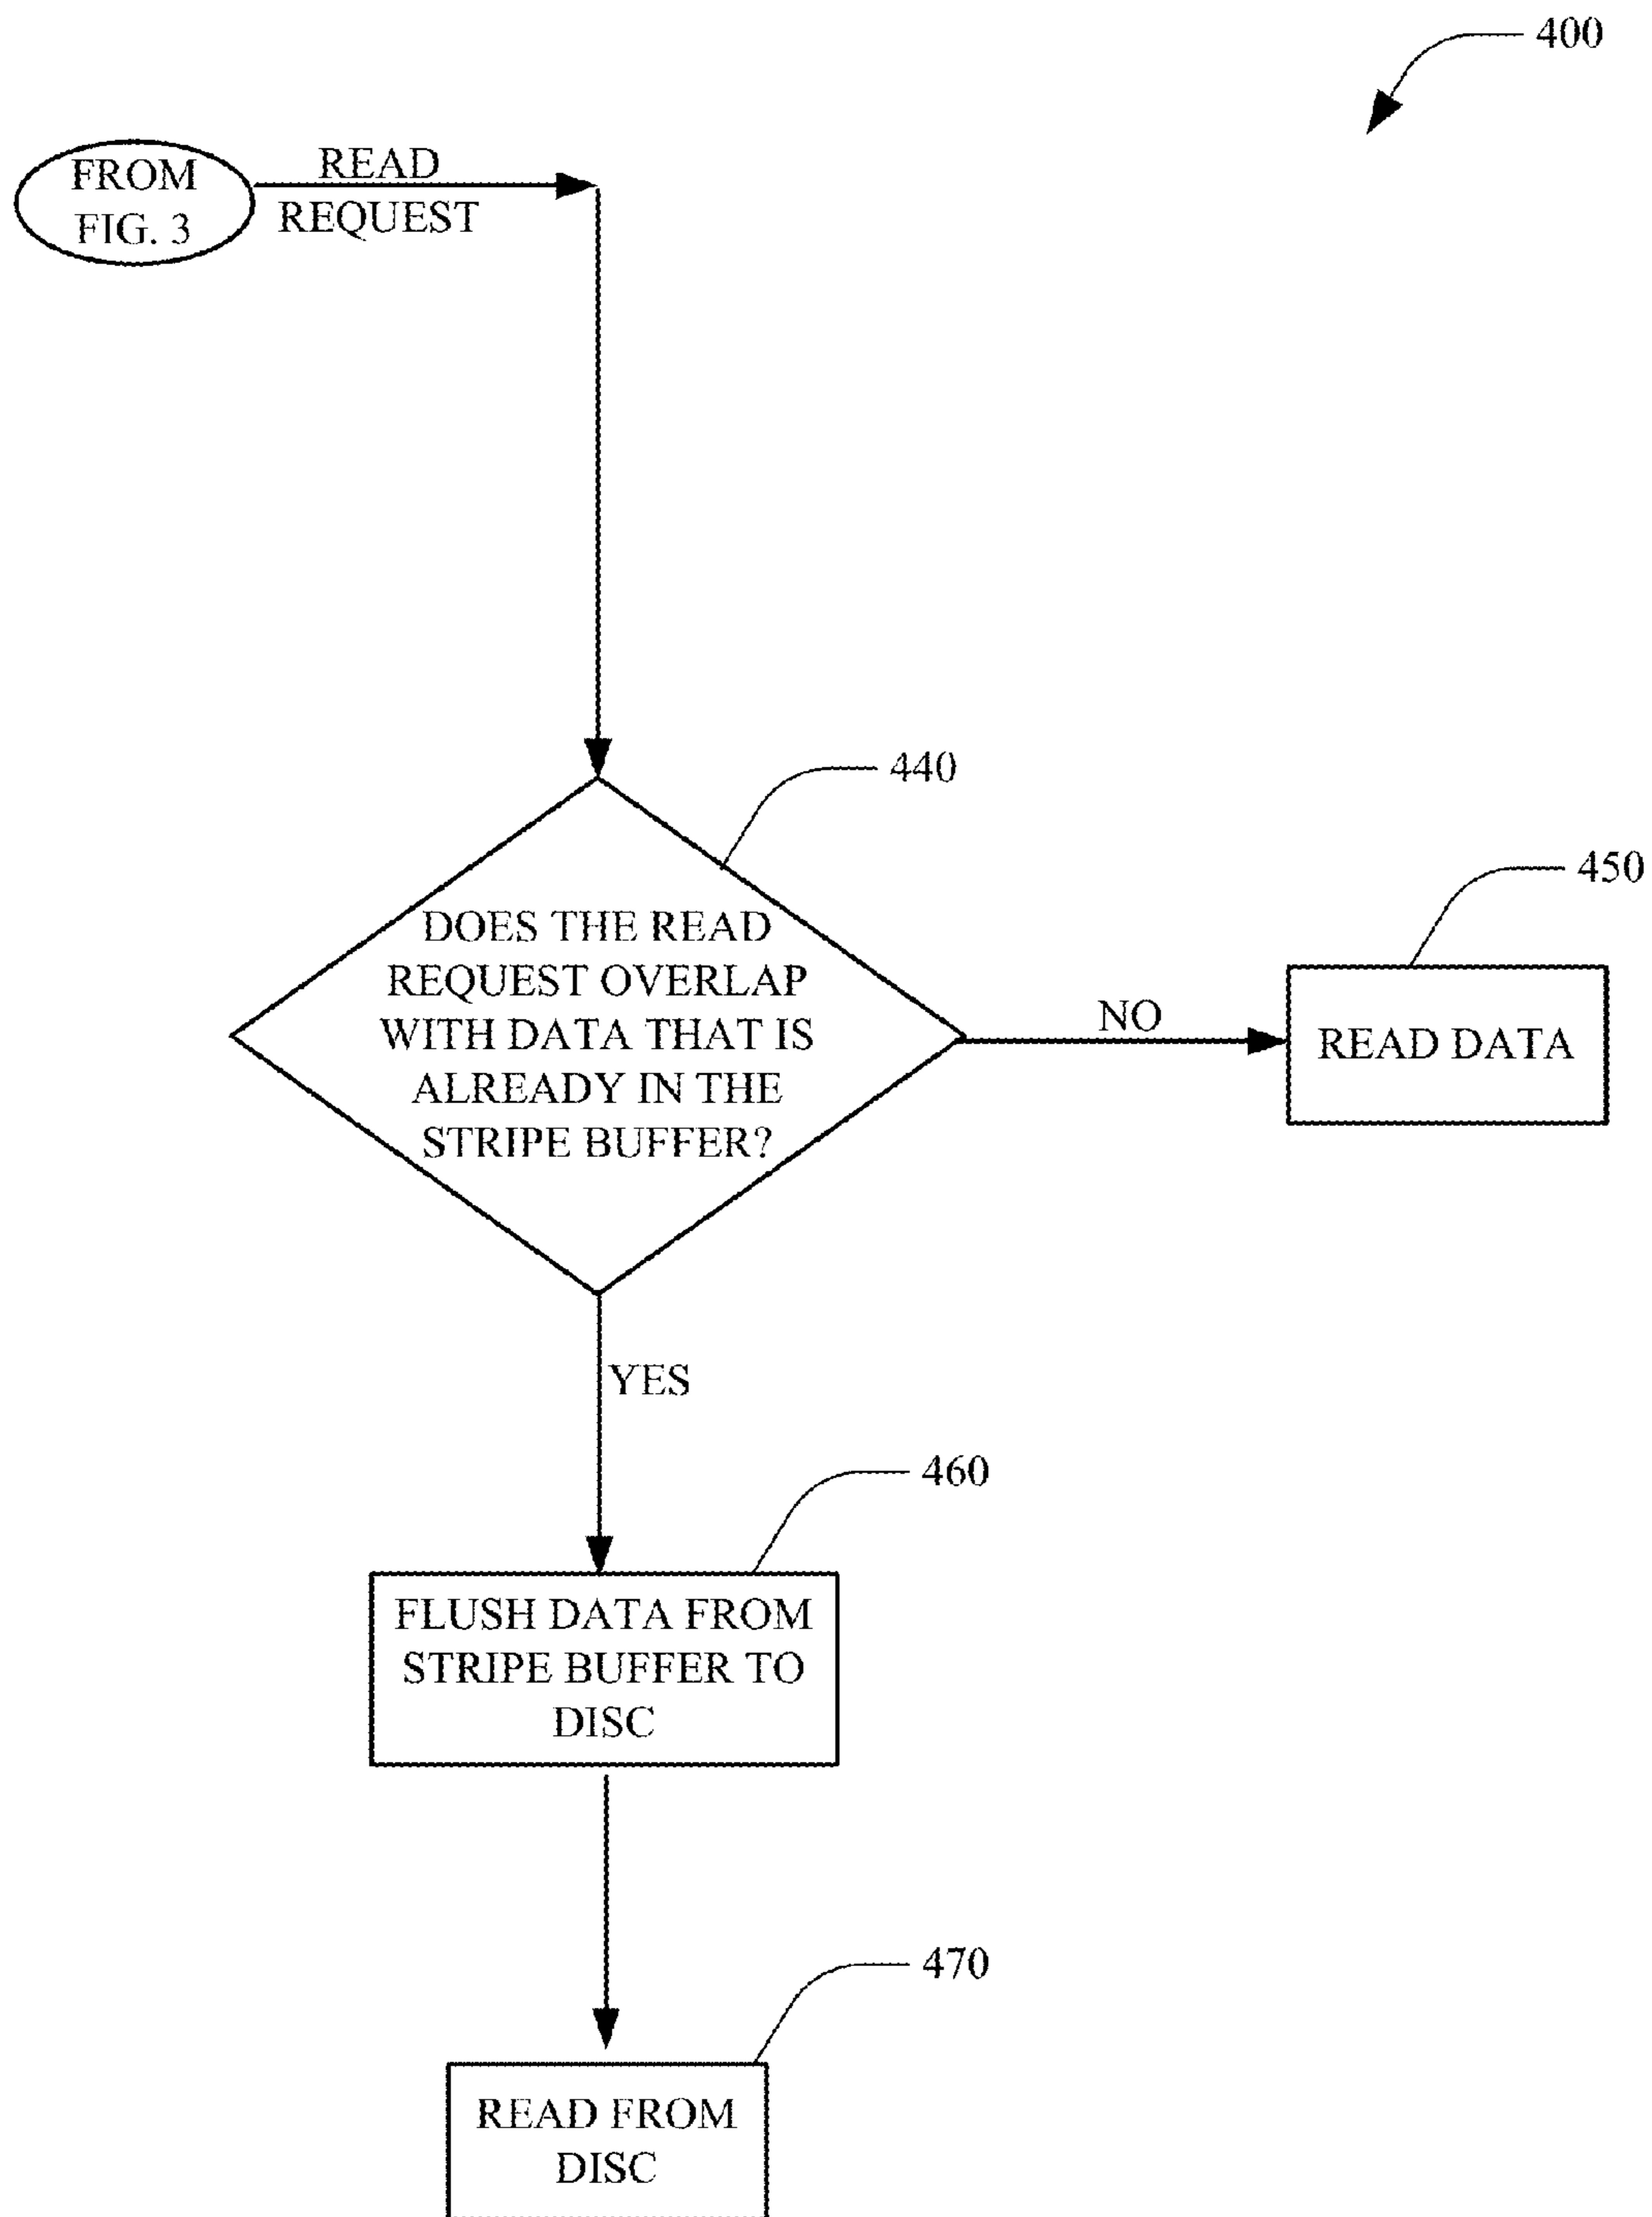 400
FROM
FIG. 3
READ
REQUEST
440
DOES THE READ
REQUEST OVERLAP
WITH DATA THAT IS
ALREADY IN THE
STRIPE BUFFER?
NO
450
READ DATA
YES
460
FLUSH DATA FROM
STRIPE BUFFER TO
DISC
470
READ FROM
DISC